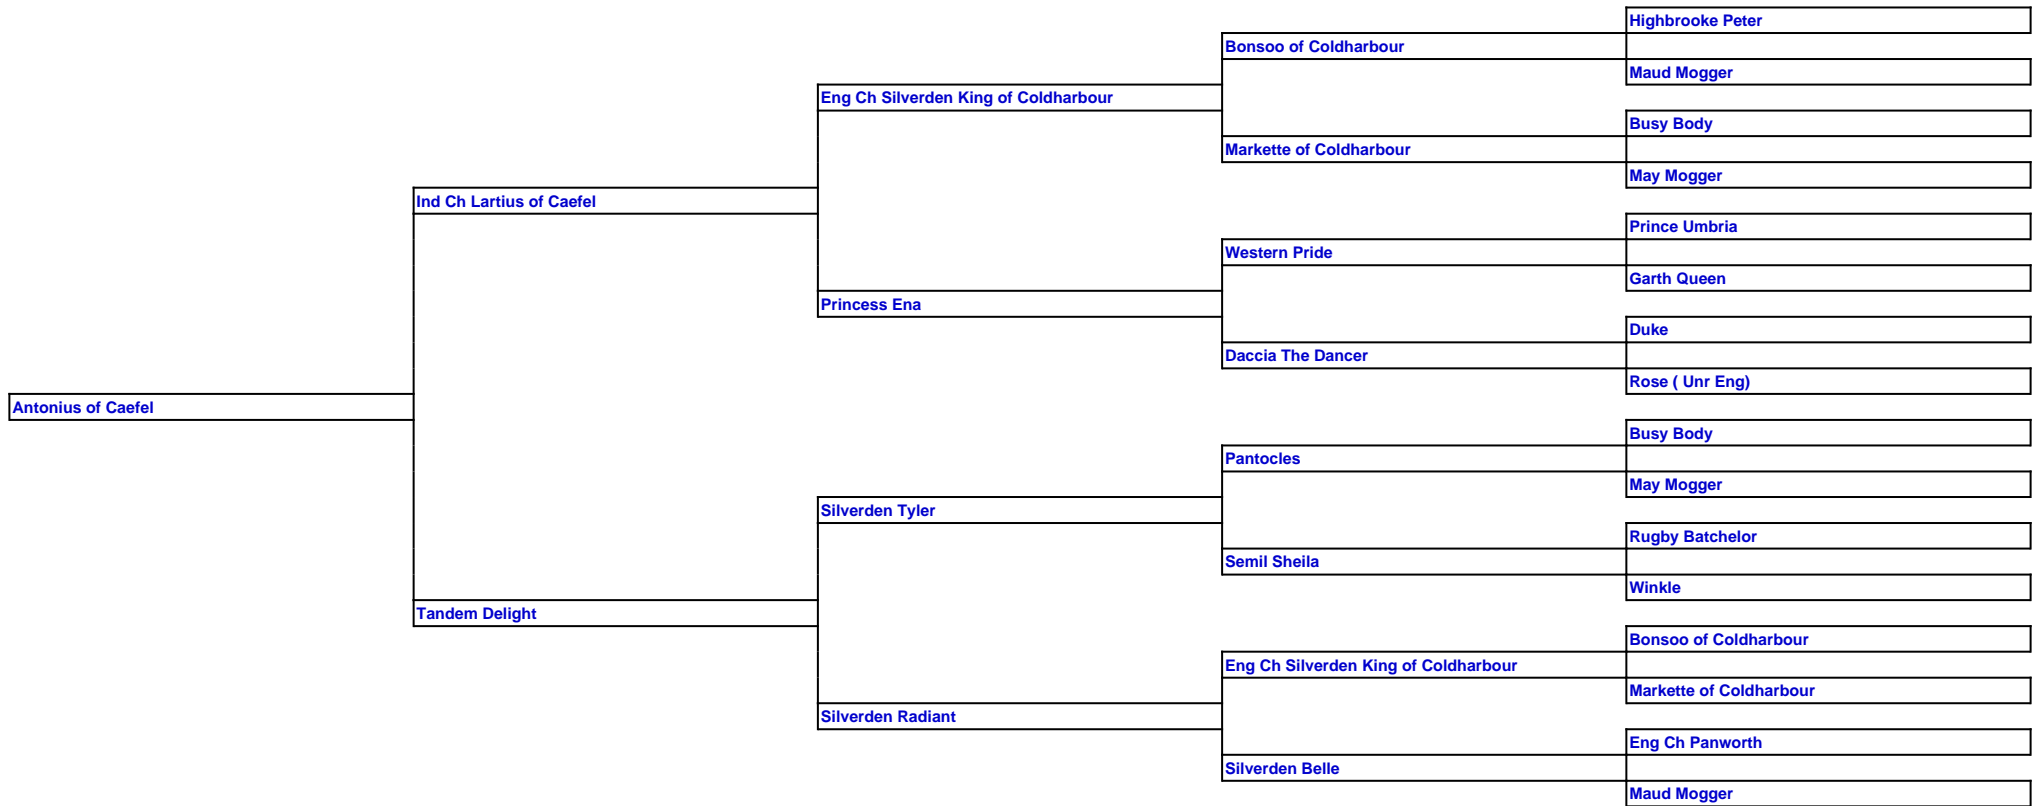 Highbrooke Peter
Bonsoo of Coldharbour
Maud Mogger
Eng Ch Silverden King of Coldharbour
Busy Body
Markette of Coldharbour
May Mogger
Ind Ch Lartius of Caefel
Prince Umbria
Western Pride
Garth Queen
Princess Ena
Duke
Daccia The Dancer
Rose ( Unr Eng)
Antonius of Caefel
Busy Body
Pantocles
May Mogger
Silverden Tyler
Rugby Batchelor
Semil Sheila
Winkle
Tandem Delight
Bonsoo of Coldharbour
Eng Ch Silverden King of Coldharbour
Markette of Coldharbour
Silverden Radiant
Eng Ch Panworth
Silverden Belle
Maud Mogger